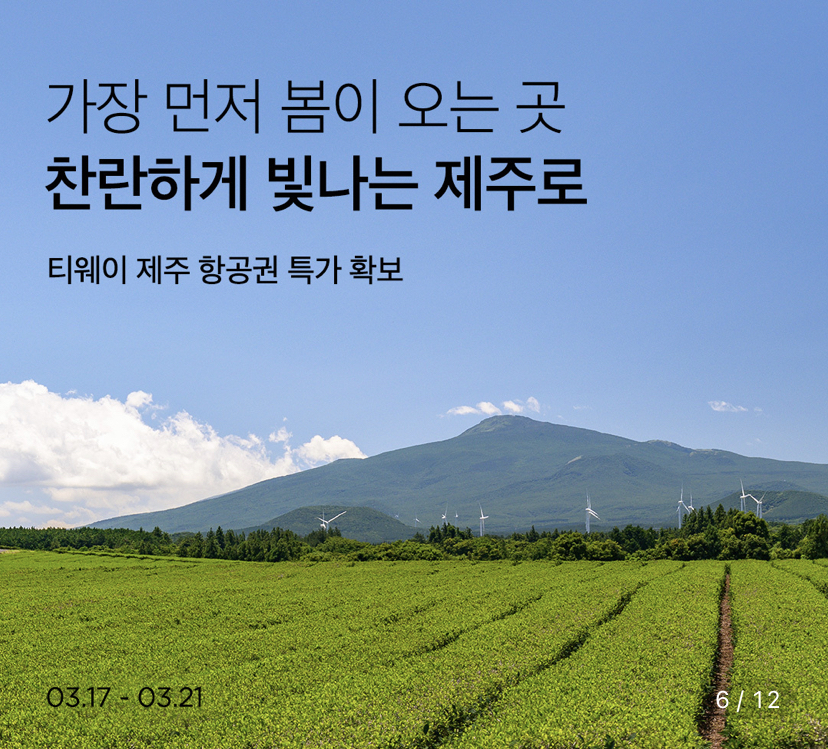 가장 먼저 봄이 오는 곳
찬란하게 빛나는 제주로
티웨이 제주 항공권 특가 확보
03.17 - 03.21
6 / 12